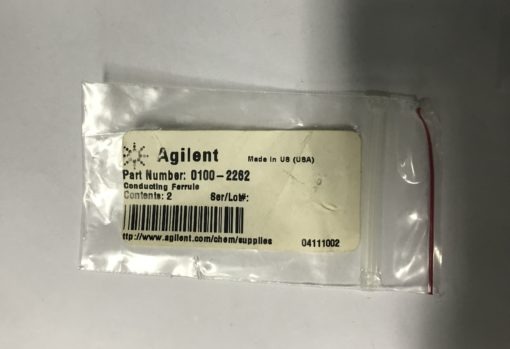 Agilent Made in US (USA)
Part Number: 0100-2262
Conducting Ferrule
Contents: 2 Ser/Lot#:
ttp://www.agilent.com/chem/supplies 04111002